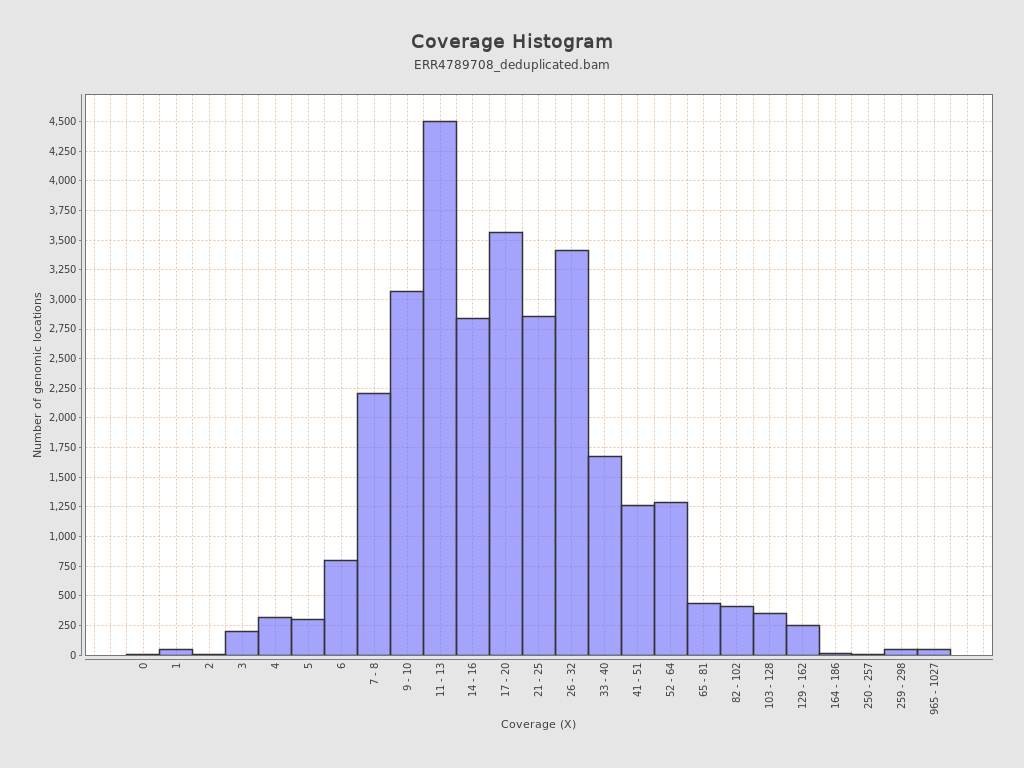 Coverage Histogram
ERR4789708_deduplicated.bam
Number of genomic locations
4,500
4,250
4,000
3,750
3,500
3,250
3,000
2,750
2,500
2,250
2,000
1,750
1,500
1,250
1,000
750
500
250
0
0
1
2
3
4
5
6
7 - 8
9 - 10
11 - 13
14 - 16
17 - 20
21 - 25
26 - 32
33 - 40
41 - 51
52 - 64
65 - 81
82 - 102
103 - 128
129 - 162
164 - 186
250 - 257
259 - 298
965 - 1027
Coverage (X)